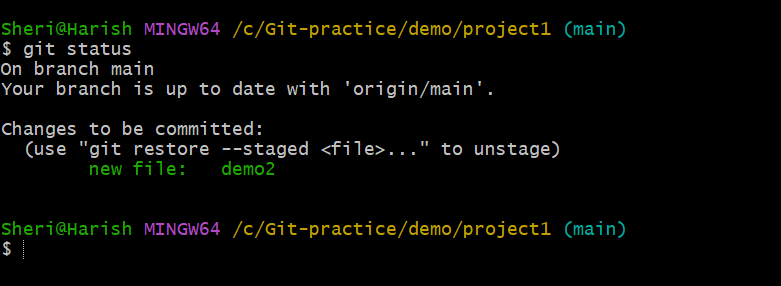 Sheri@Harish MINGW64 /c/Git-practice/demo/project1 (main)
$ git status
On branch main
Your branch is up to date with 'origin/main'.
Changes to be committed:
  (use "git restore --staged <file>..." to unstage)
        new file:   demo2
Sheri@Harish MINGW64 /c/Git-practice/demo/project1 (main)
$